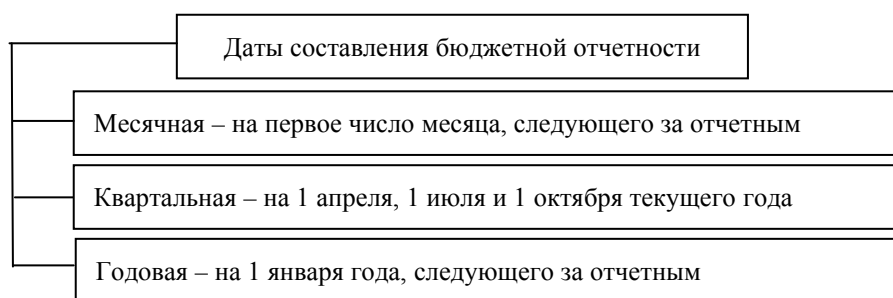 Даты составления бюджетной отчетности
Месячная – на первое число месяца, следующего за отчетным
Квартальная – на 1 апреля, 1 июля и 1 октября текущего года
Годовая – на 1 января года, следующего за отчетным